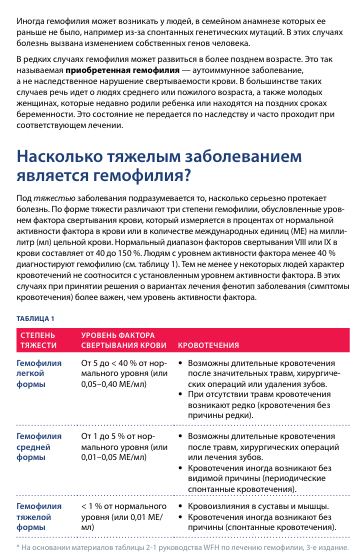 Иногда гемофилия может возникать у людей, в семейном анамнезе которых ее
раньше не было, например из-за спонтанных генетических мутаций. В этих случаях
болезнь вызвана изменением собственных генов человека.
В редких случаях гемофилия может развиться в более позднем возрасте. Это так
называемая приобретенная гемофилия — аутоиммунное заболевание,
а не наследственное нарушение свертываемости крови. В большинстве таких
случаев речь идет о людях среднего или пожилого возраста, а также молодых
женщинах, которые недавно родили ребенка или находятся на поздних сроках
беременности. Это состояние не передается по наследству и часто проходит при
соответствующем лечении.
Насколько тяжелым заболеванием
является гемофилия?
Под тяжестью заболевания подразумевается то, насколько серьезно протекает
болезнь. По форме тяжести различают три степени гемофилии, обусловленные уров-
нем фактора свертывания крови, который измеряется в процентах от нормальной
активности фактора в крови или в количестве международных единиц (МЕ) на милли-
литр (мл) цельной крови. Нормальный диапазон факторов свертывания VIII или IX в
крови составляет от 40 до 150 %. Людям с уровнем активности фактора менее 40 %
диагностируют гемофилию (см. таблицу 1). Тем не менее у некоторых людей характер
кровотечений не соотносится с установленным уровнем активности фактора. В этих
случаях при принятии решения о вариантах лечения фенотип заболевания (симптомы
кровотечения) более важен, чем уровень активности фактора.
ТАБЛИЦА 1
СТЕПЕНЬ
ТЯЖЕСТИ
УРОВЕНЬ ФАКТОРА
СВЕРТЫВАНИЯ КРОВИ
КРОВОТЕЧЕНИЯ
Гемофилия
легкой
формы
От 5 до < 40 % от нор-
мального уровня (или
0,05–0,40 МЕ/мл)
• Возможны длительные кровотечения
после значительных травм, хирургиче-
ских операций или удаления зубов.
• При отсутствии травм кровотечения
возникают редко (кровотечения без
причины редки).
Гемофилия
средней
формы
От 1 до 5 % от нор-
мального уровня (или
0,01–0,05 МЕ/мл)
• Возможны длительные кровотечения
после травм, хирургических операций
или лечения зубов.
• Кровотечения иногда возникают без
видимой причины (периодические
спонтанные кровотечения).
Гемофилия
тяжелой
формы
< 1 % от нормального
уровня (или 0,01 МЕ/
мл)
• Кровоизлияния в суставы и мышцы.
• Кровотечения иногда возникают без
причины (спонтанные кровотечения).
* На основании материалов таблицы 2-1 руководства WFH по лечению гемофилии, 3-е издание.